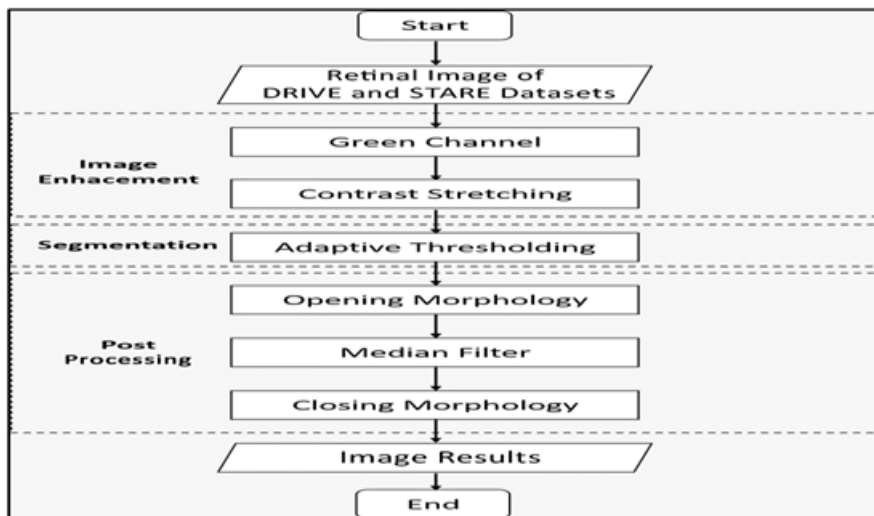 Start
Retinal Image of
DRIVE and STARE Datasets
Image
Enhacement
Green Channel
Contrast Stretching
Segmentation
Adaptive Thresholding
Post
Processing
Opening Morphology
Median Filter
Closing Morphology
Image Results
End